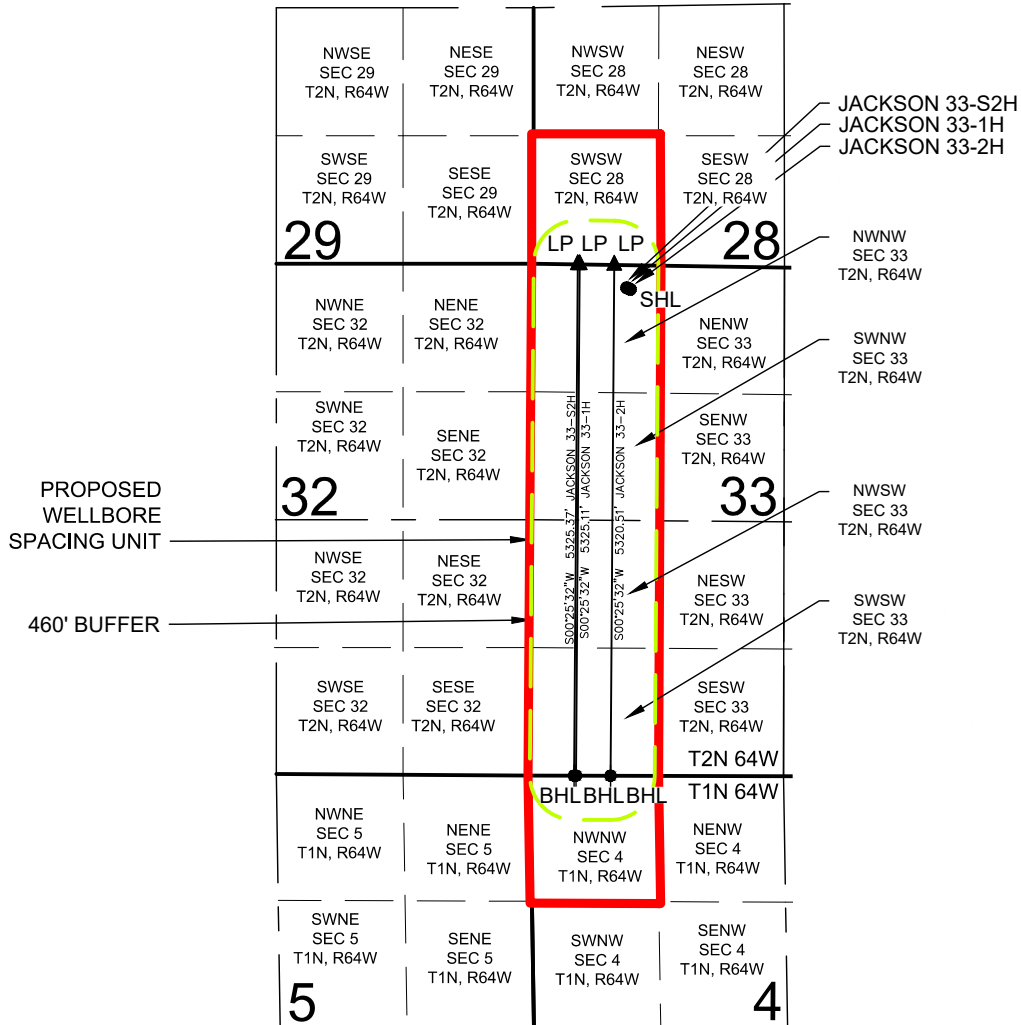 NWSE
SEC 29
T2N, R64W
NESE
SEC 29
T2N, R64W
NWSW
SEC 28
T2N, R64W
NESW
SEC 28
T2N, R64W
JACKSON 33-S2H
JACKSON 33-1H
JACKSON 33-2H
SWSE
SEC 29
T2N, R64W
SESE
SEC 29
T2N, R64W
SWSW
SEC 28
T2N, R64W
SESW
SEC 28
T2N, R64W
29
LP LP LP
28
SHL
NWNW
SEC 33
T2N, R64W
NWNE
SEC 32
T2N, R64W
NENE
SEC 32
T2N, R64W
NENW
SEC 33
T2N, R64W
SWNW
SEC 33
T2N, R64W
SWNE
SEC 32
T2N, R64W
SENE
SEC 32
T2N, R64W
SENW
SEC 33
T2N, R64W
S00°25'32"W 5325.37' JACKSON 33-S2H
S00°25'32"W 5325.11' JACKSON 33-1H
S00°25'32"W 5320.51' JACKSON 33-2H
32
33
PROPOSED
WELLBORE
SPACING UNIT
NWSW
SEC 33
T2N, R64W
NWSE
SEC 32
T2N, R64W
NESE
SEC 32
T2N, R64W
NESW
SEC 33
T2N, R64W
460' BUFFER
SWSW
SEC 33
T2N, R64W
SWSE
SEC 32
T2N, R64W
SESE
SEC 32
T2N, R64W
SESW
SEC 33
T2N, R64W
T2N 64W
T1N 64W
BHL BHL BHL
NWNE
SEC 5
T1N, R64W
NENE
SEC 5
T1N, R64W
NWNW
SEC 4
T1N, R64W
NENW
SEC 4
T1N, R64W
SWNE
SEC 5
T1N, R64W
SENE
SEC 5
T1N, R64W
SWNW
SEC 4
T1N, R64W
SENW
SEC 4
T1N, R64W
5
4